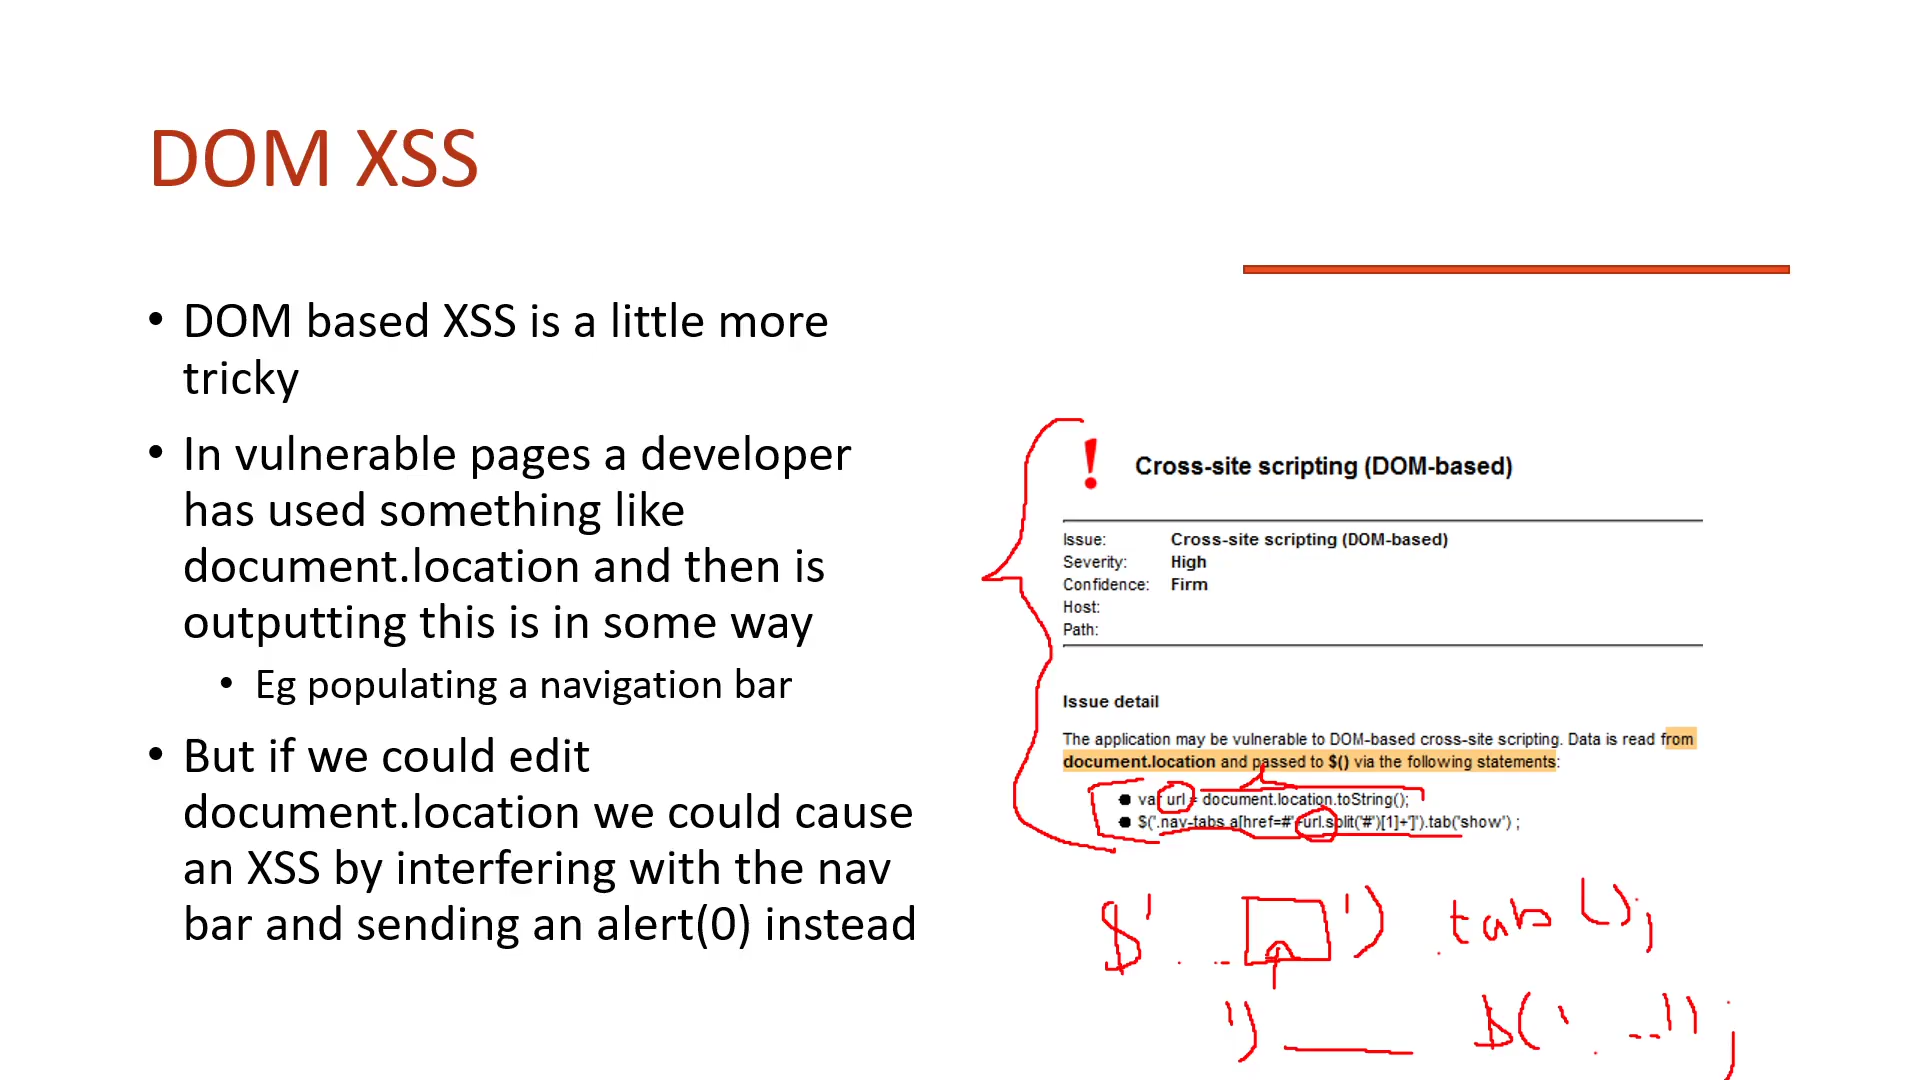 DOM XSS
• DOM based XSS is a little more
tricky
• In vulnerable pages a developer
has used something like
document.location and then is
outputting this is in some way
• Eg populating a navigation bar
• But if we could edit
document.location we could cause
an XSS by interfering with the nav
bar and sending an alert(0) instead
! Cross-site scripting (DOM-based)
Issue: Cross-site scripting (DOM-based)
Severity: High
Confidence: Firm
Host:
Path:
Issue detail
The application may be vulnerable to DOM-based cross-site scripting. Data is read from
document.location and passed to $() via the following statements:
• var url = document.location.toString();
• $('.nav-tabs a[href=#'+url.split('#')[1]+']').tab('show') ;
$' ... ') .tabs();
') $('. ..');